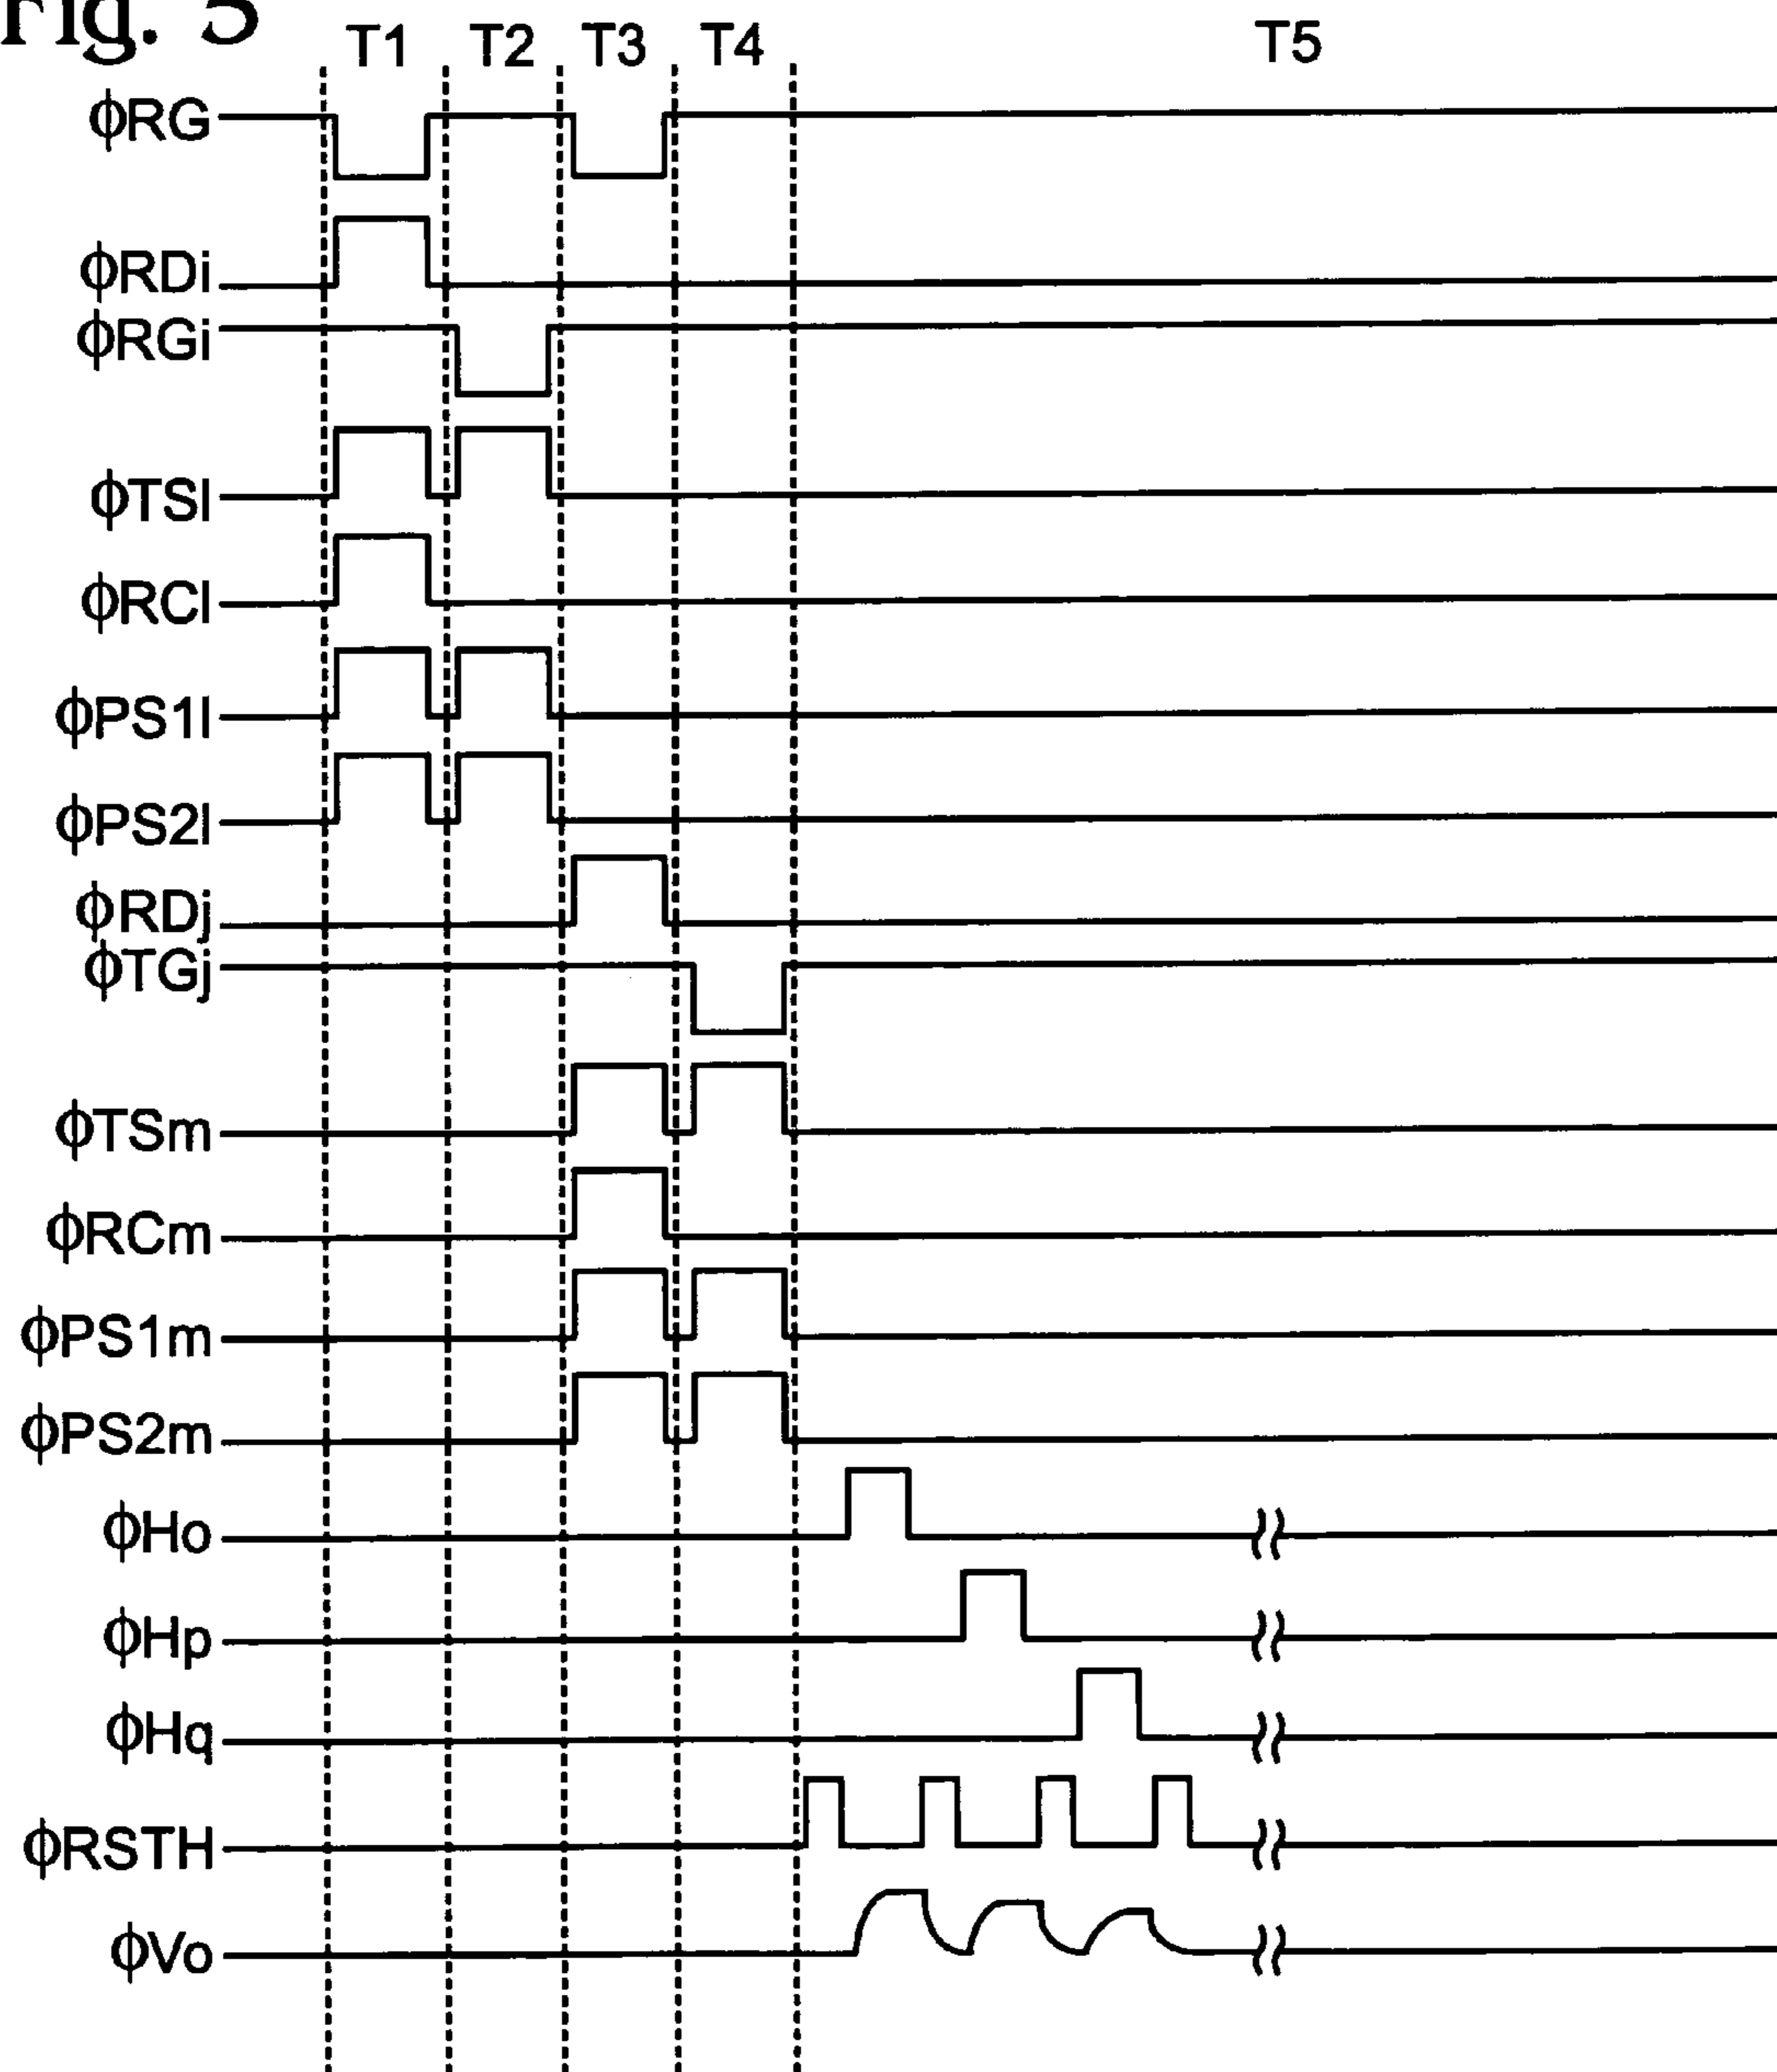 Fig. 5
T1 T2 T3 T4 T5
ϕRG
ϕRDi
ϕRGi
ϕTSl
ϕRCl
ϕPS1l
ϕPS2l
ϕRDj
ϕTGj
ϕTSm
ϕRCm
ϕPS1m
ϕPS2m
ϕHo
ϕHp
ϕHq
ϕRSTH
ϕVo